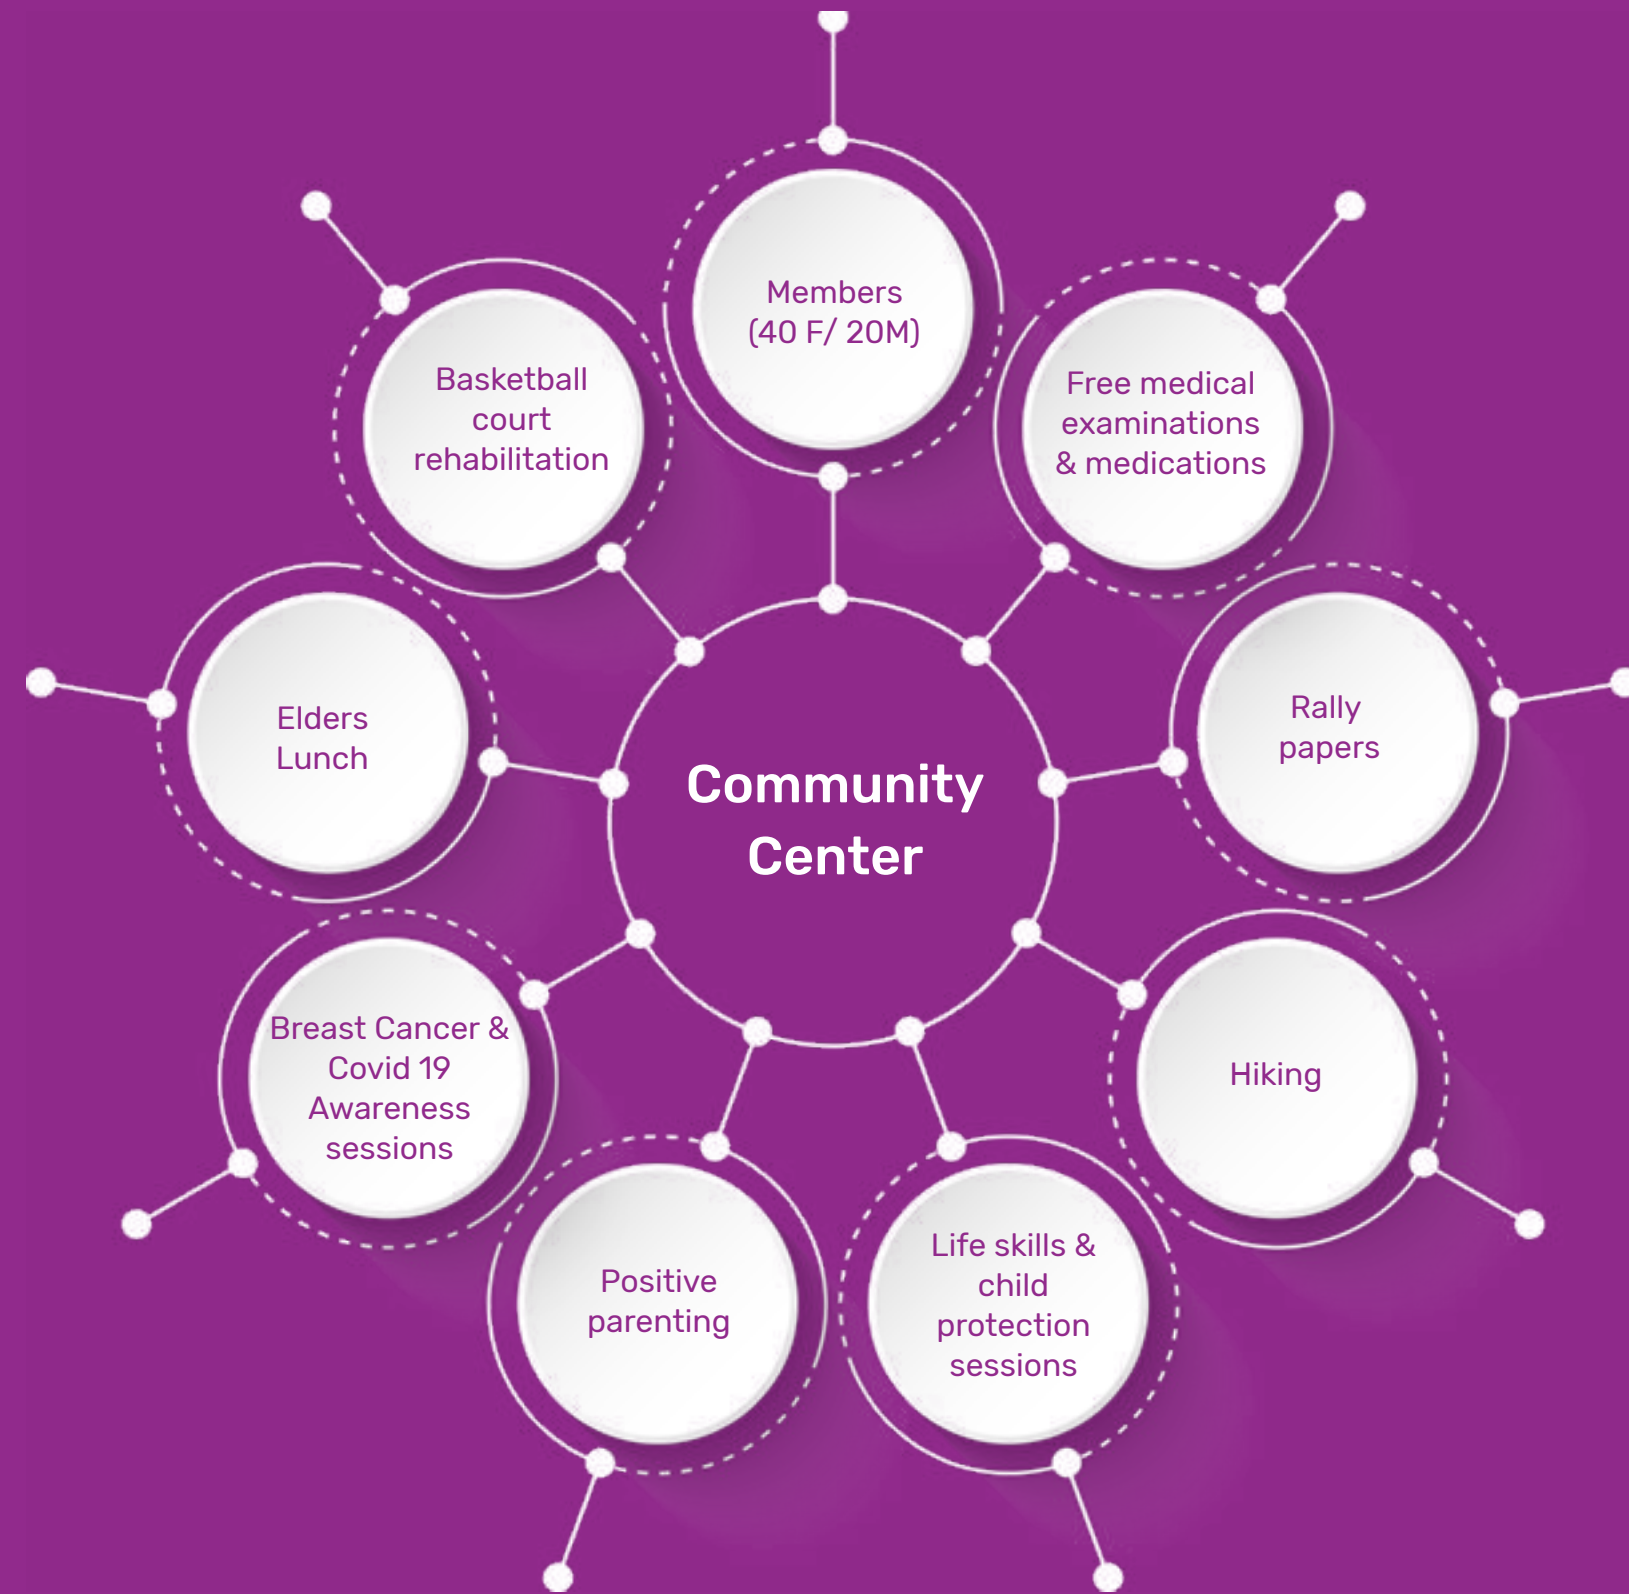 Members
(40 F/ 20M)
Free medical
examinations
& medications
Rally
papers
Hiking
Life skills &
child
protection
sessions
Positive
parenting
Breast Cancer &
Covid 19
Awareness
sessions
Elders
Lunch
Basketball
court
rehabilitation
Community
Center